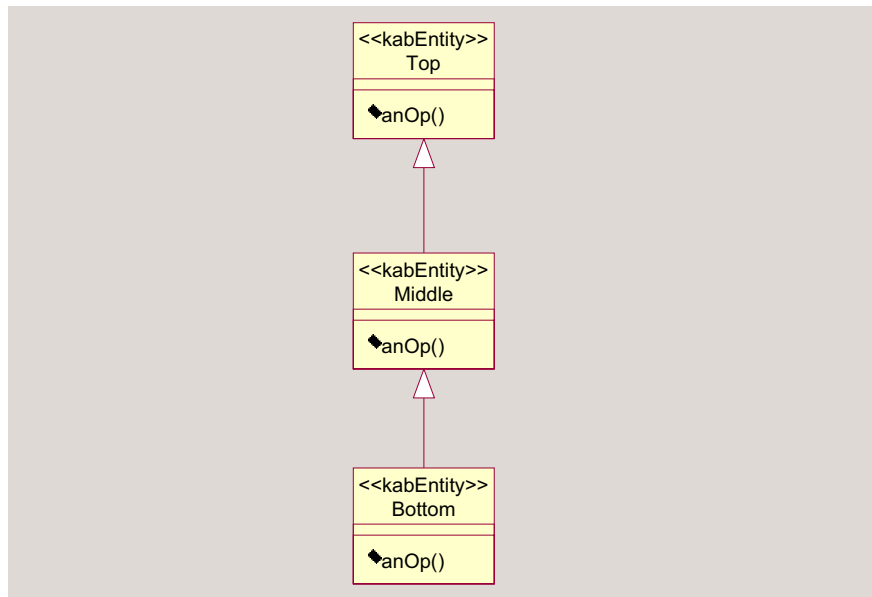 <<kabEntity>>
Top
anOp()
<<kabEntity>>
Middle
anOp()
<<kabEntity>>
Bottom
anOp()